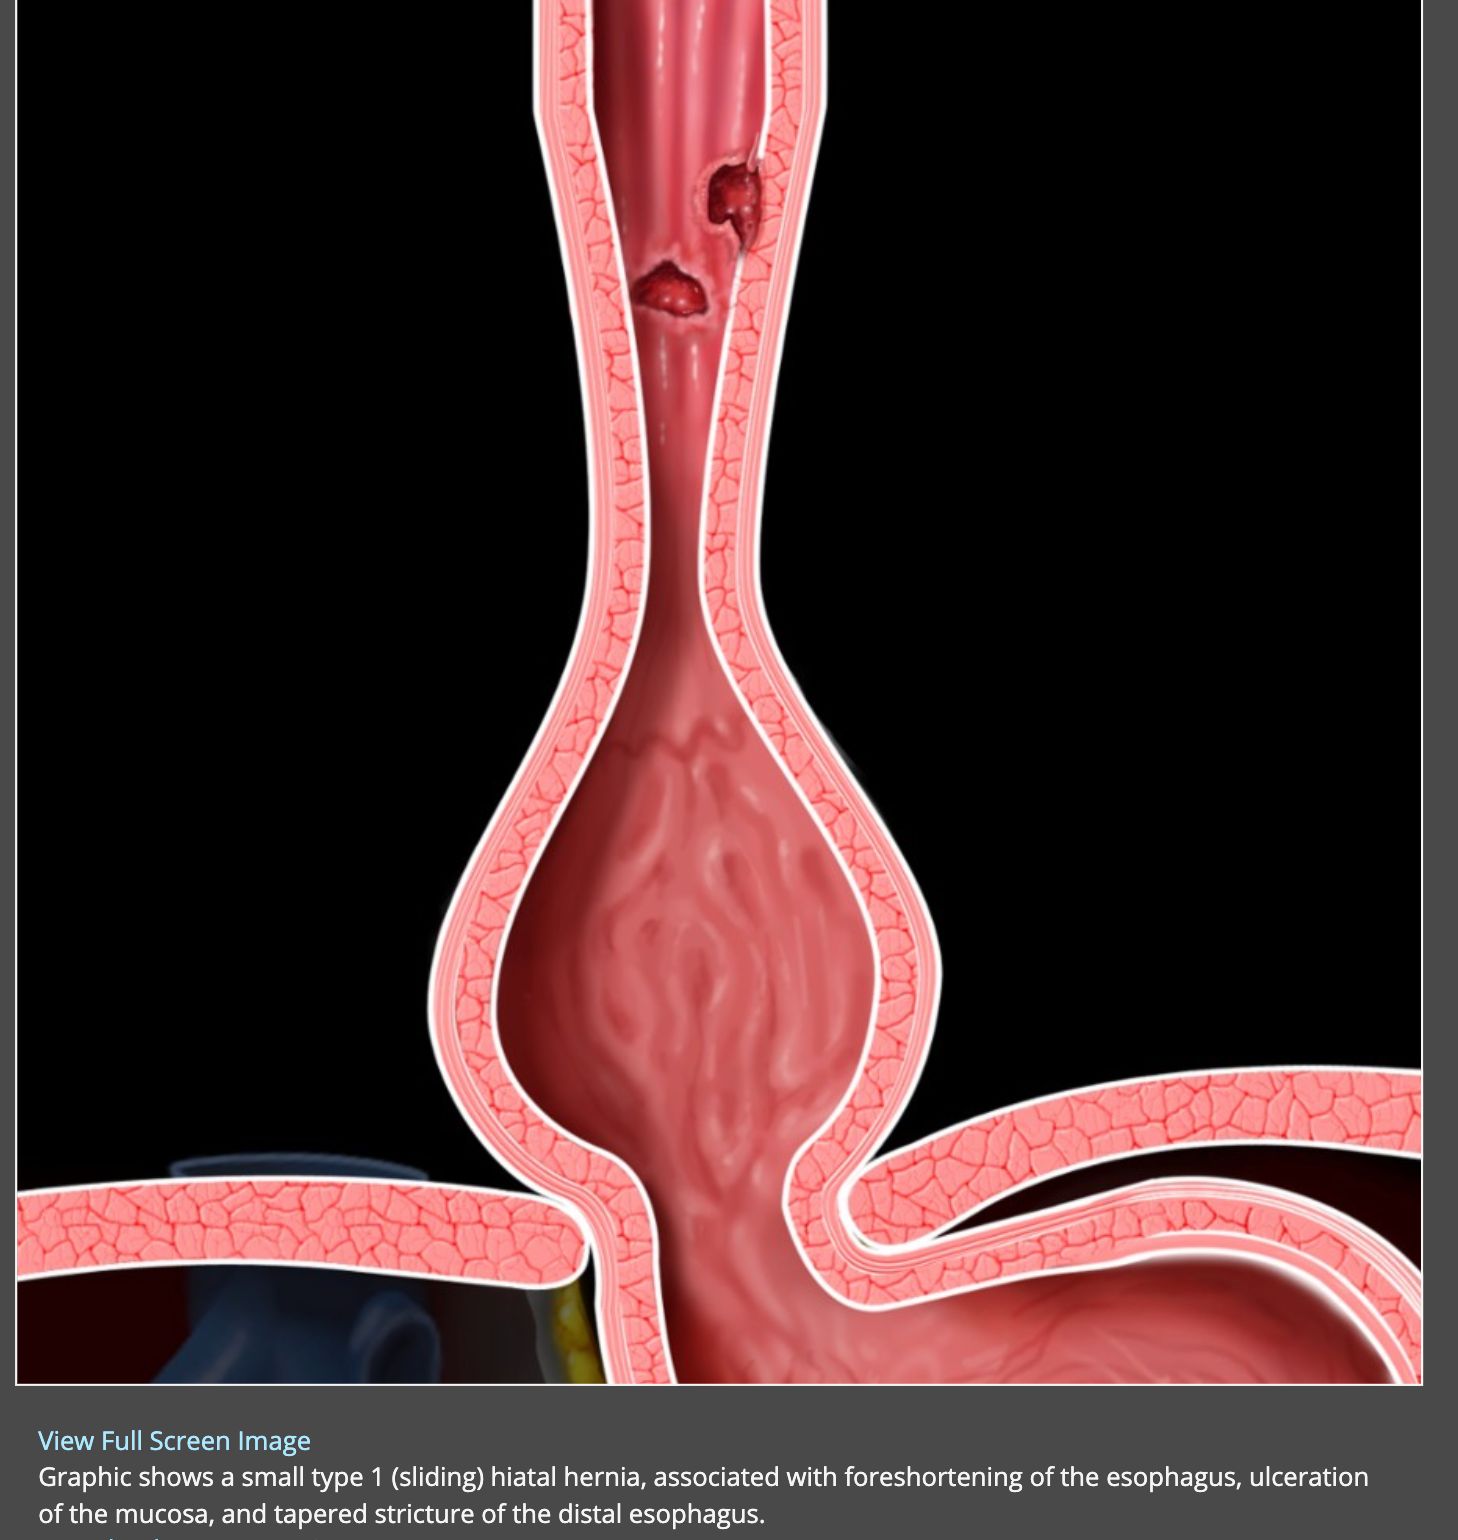 View Full Screen Image
Graphic shows a small type 1 (sliding) hiatal hernia, associated with foreshortening of the esophagus, ulceration
of the mucosa, and tapered stricture of the distal esophagus.